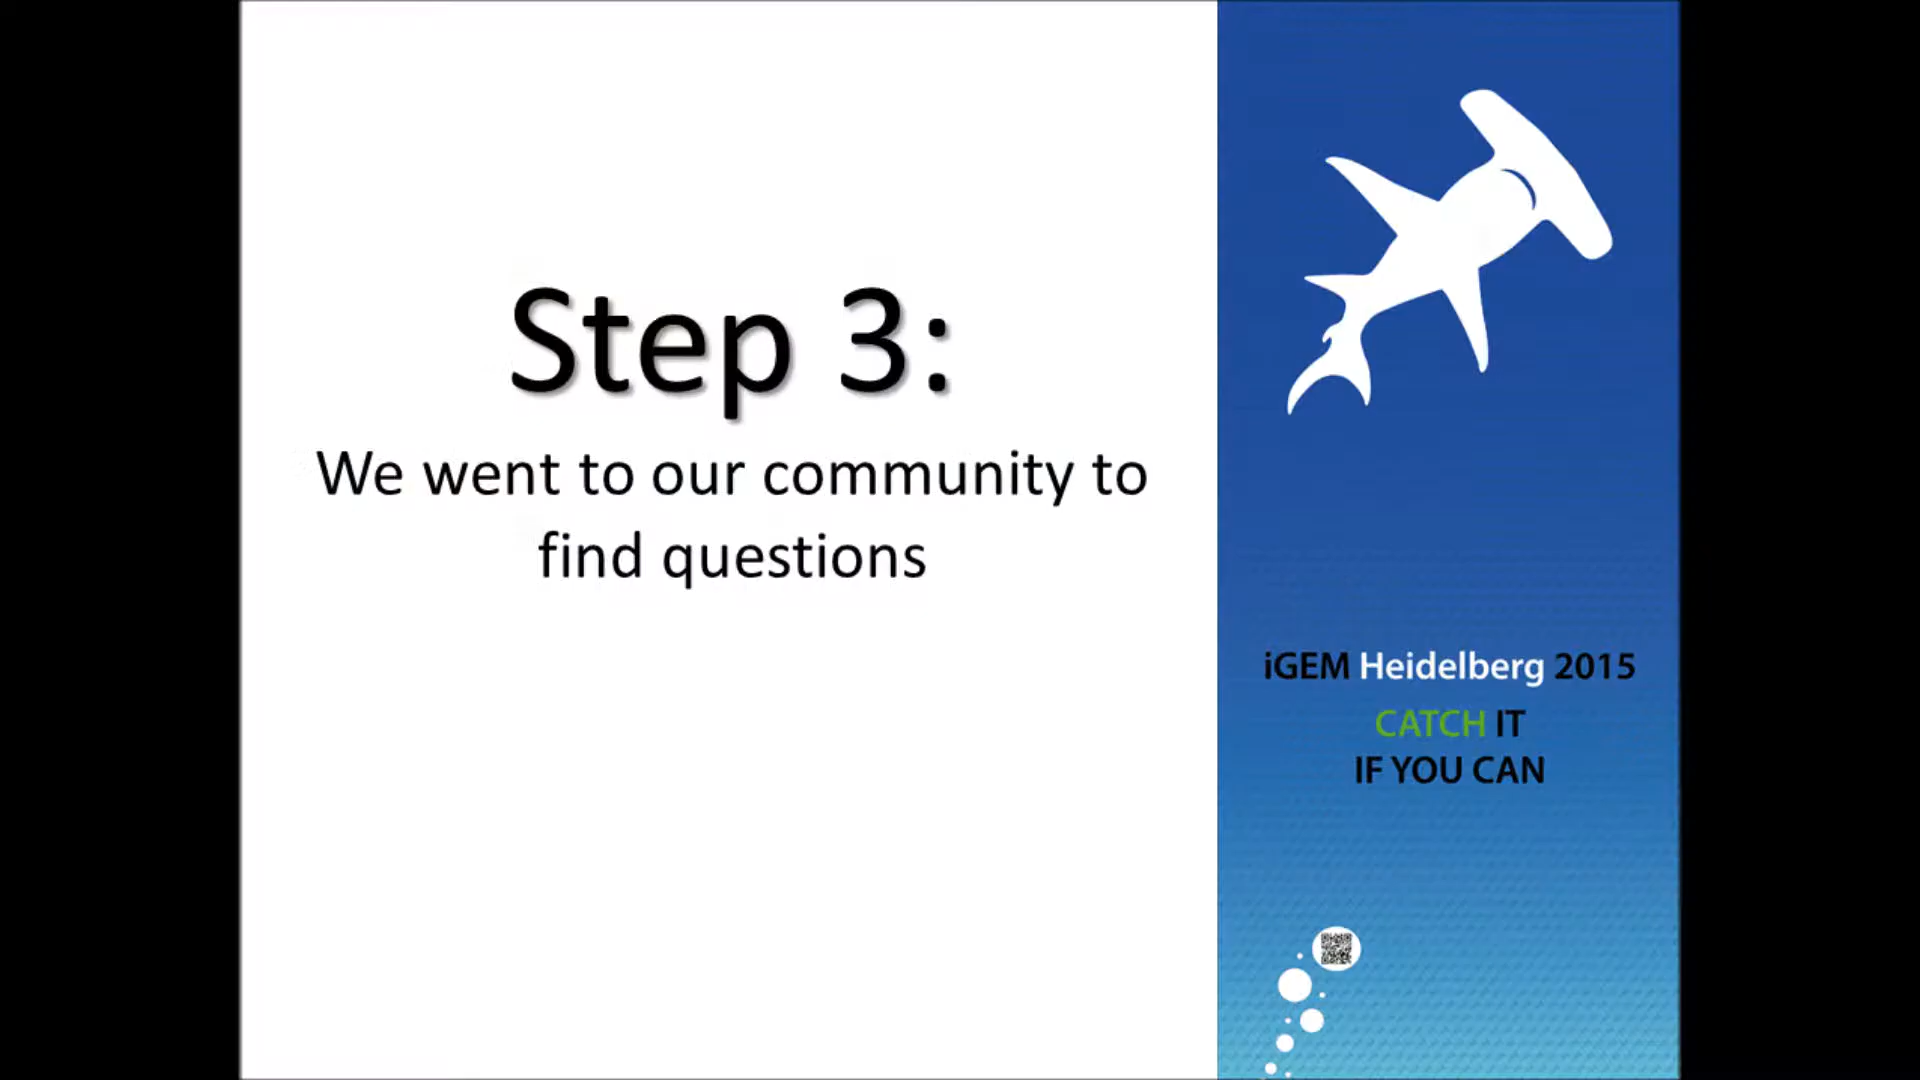 Step 3:
We went to our community to
find questions
iGEM Heidelberg 2015
CATCH IT
IF YOU CAN